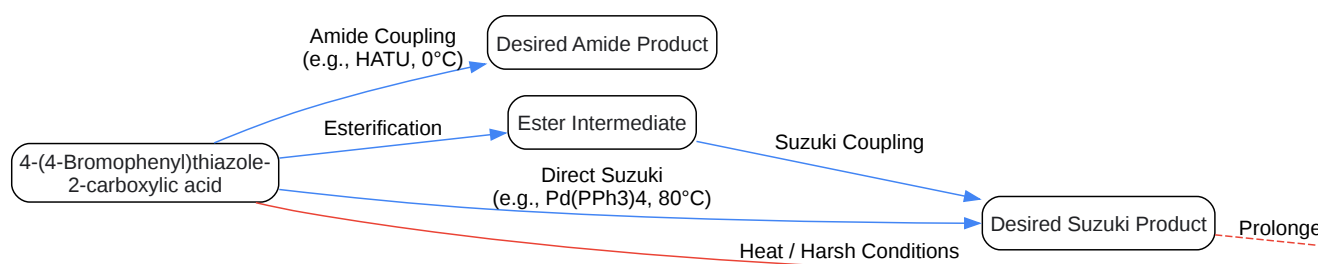 Amide Coupling
(e.g., HATU, 0°C)
Desired Amide Product
Esterification
Ester Intermediate
Suzuki Coupling
4-(4-Bromophenyl)thiazole-
2-carboxylic acid
Direct Suzuki
(e.g., Pd(PPh3)4, 80°C)
Desired Suzuki Product
Heat / Harsh Conditions